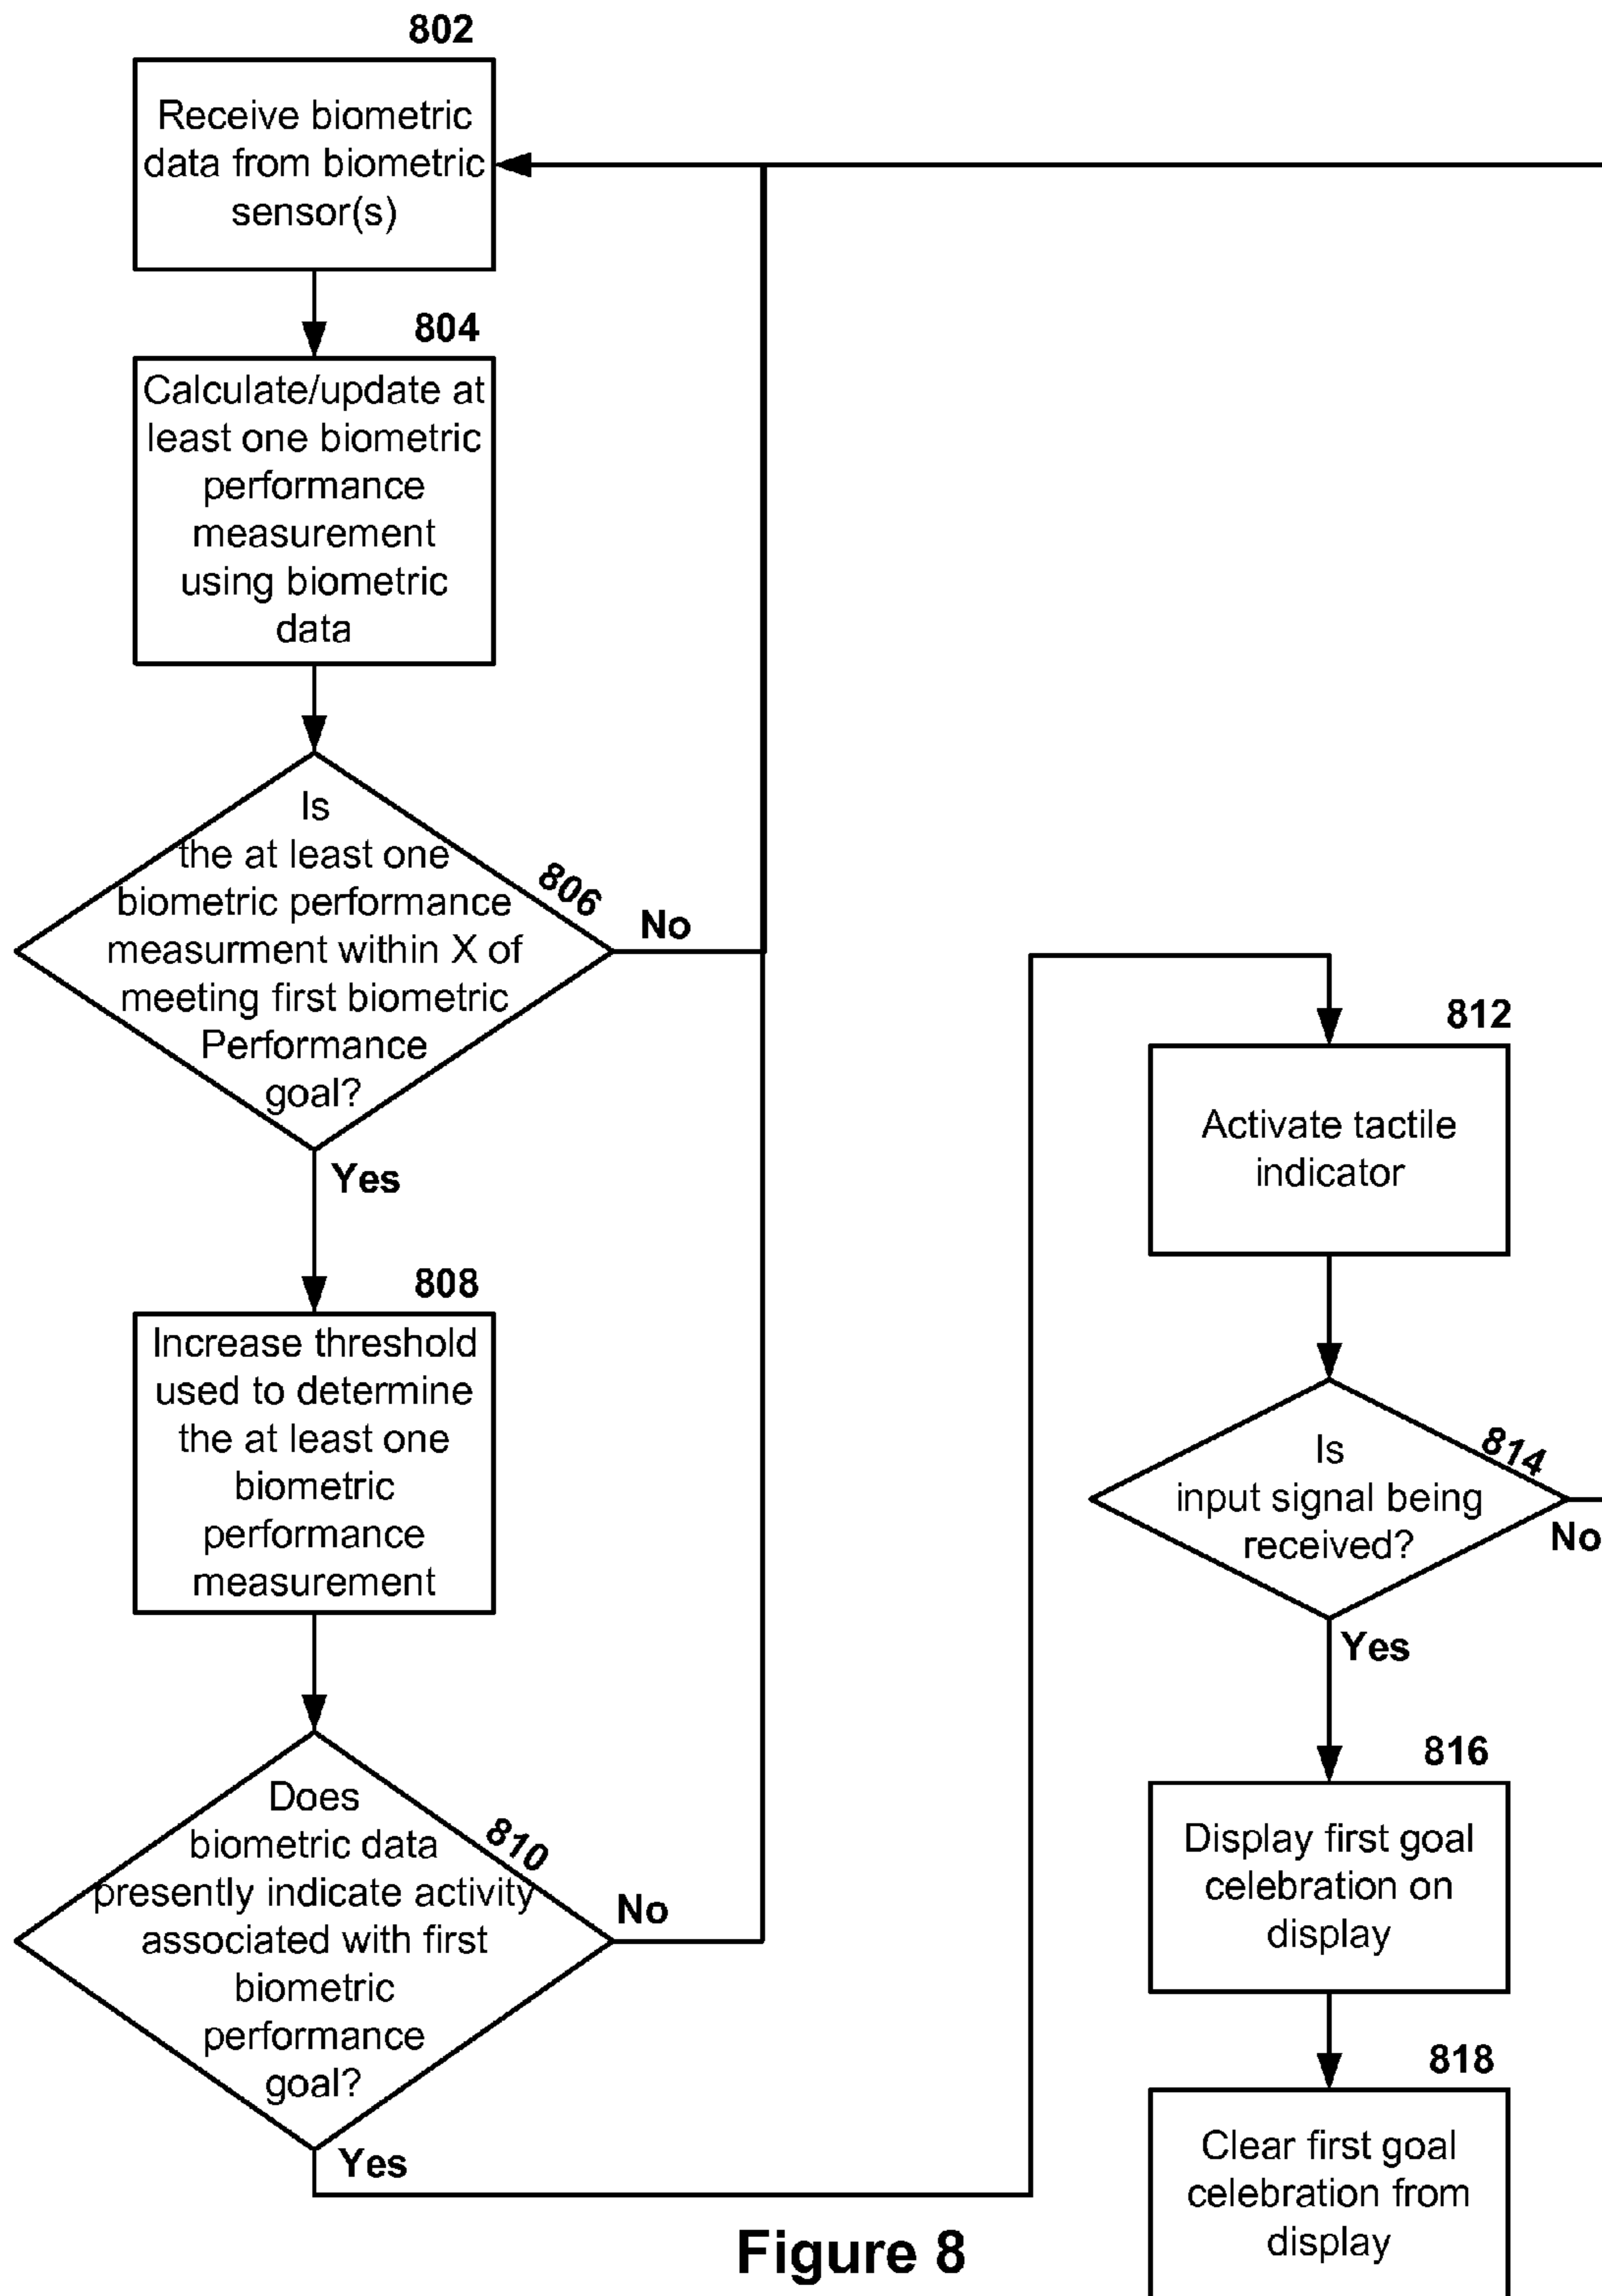 802
Receive biometric
data from biometric
sensor(s)
804
Calculate/update at
least one biometric
performance
measurement
using biometric
data
Is
the at least one
biometric performance
measurment within X of
meeting first biometric
Performance
goal?
806
No
Yes
808
Increase threshold
used to determine
the at least one
biometric
performance
measurement
Does
biometric data
presently indicate activity
associated with first
biometric
performance
goal?
810
No
Yes
812
Activate tactile
indicator
Is
input signal being
received?
814
No
Yes
816
Display first goal
celebration on
display
818
Clear first goal
celebration from
display
Figure 8